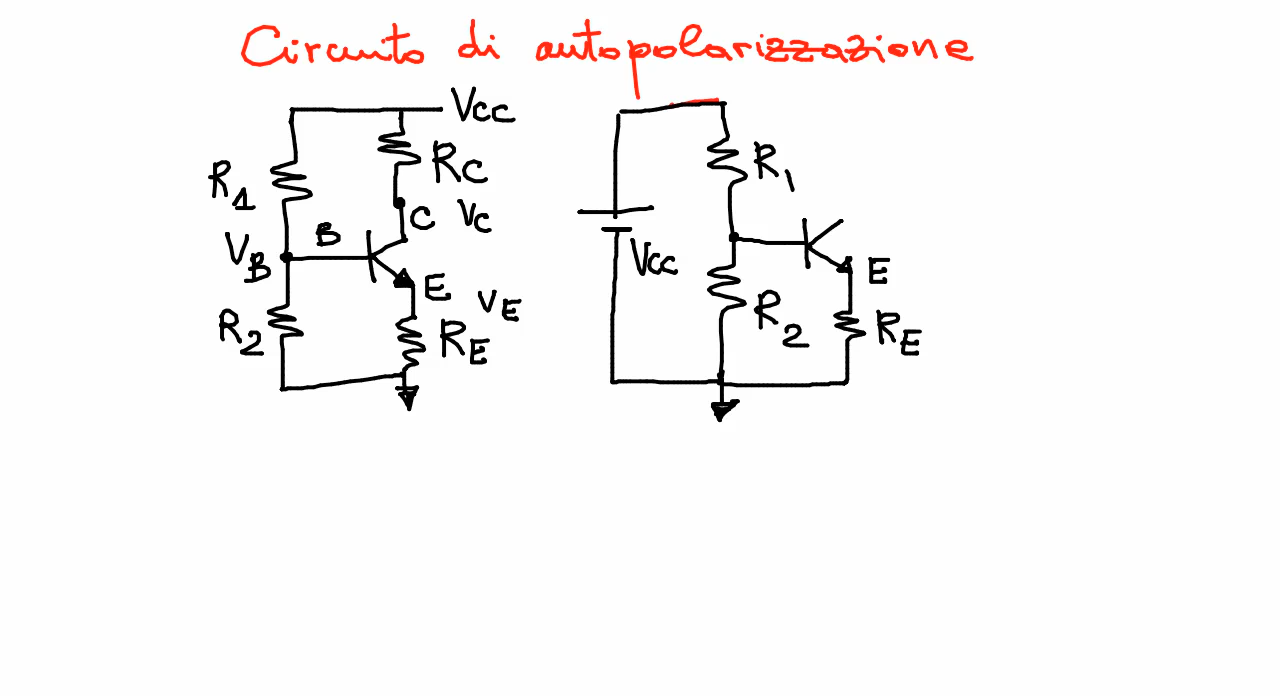 Circuito di autopolarizzazione
VCC
RC
R1
R1
C VC
B
VB
VCC
E
E VE
R2
R2
RE
RE